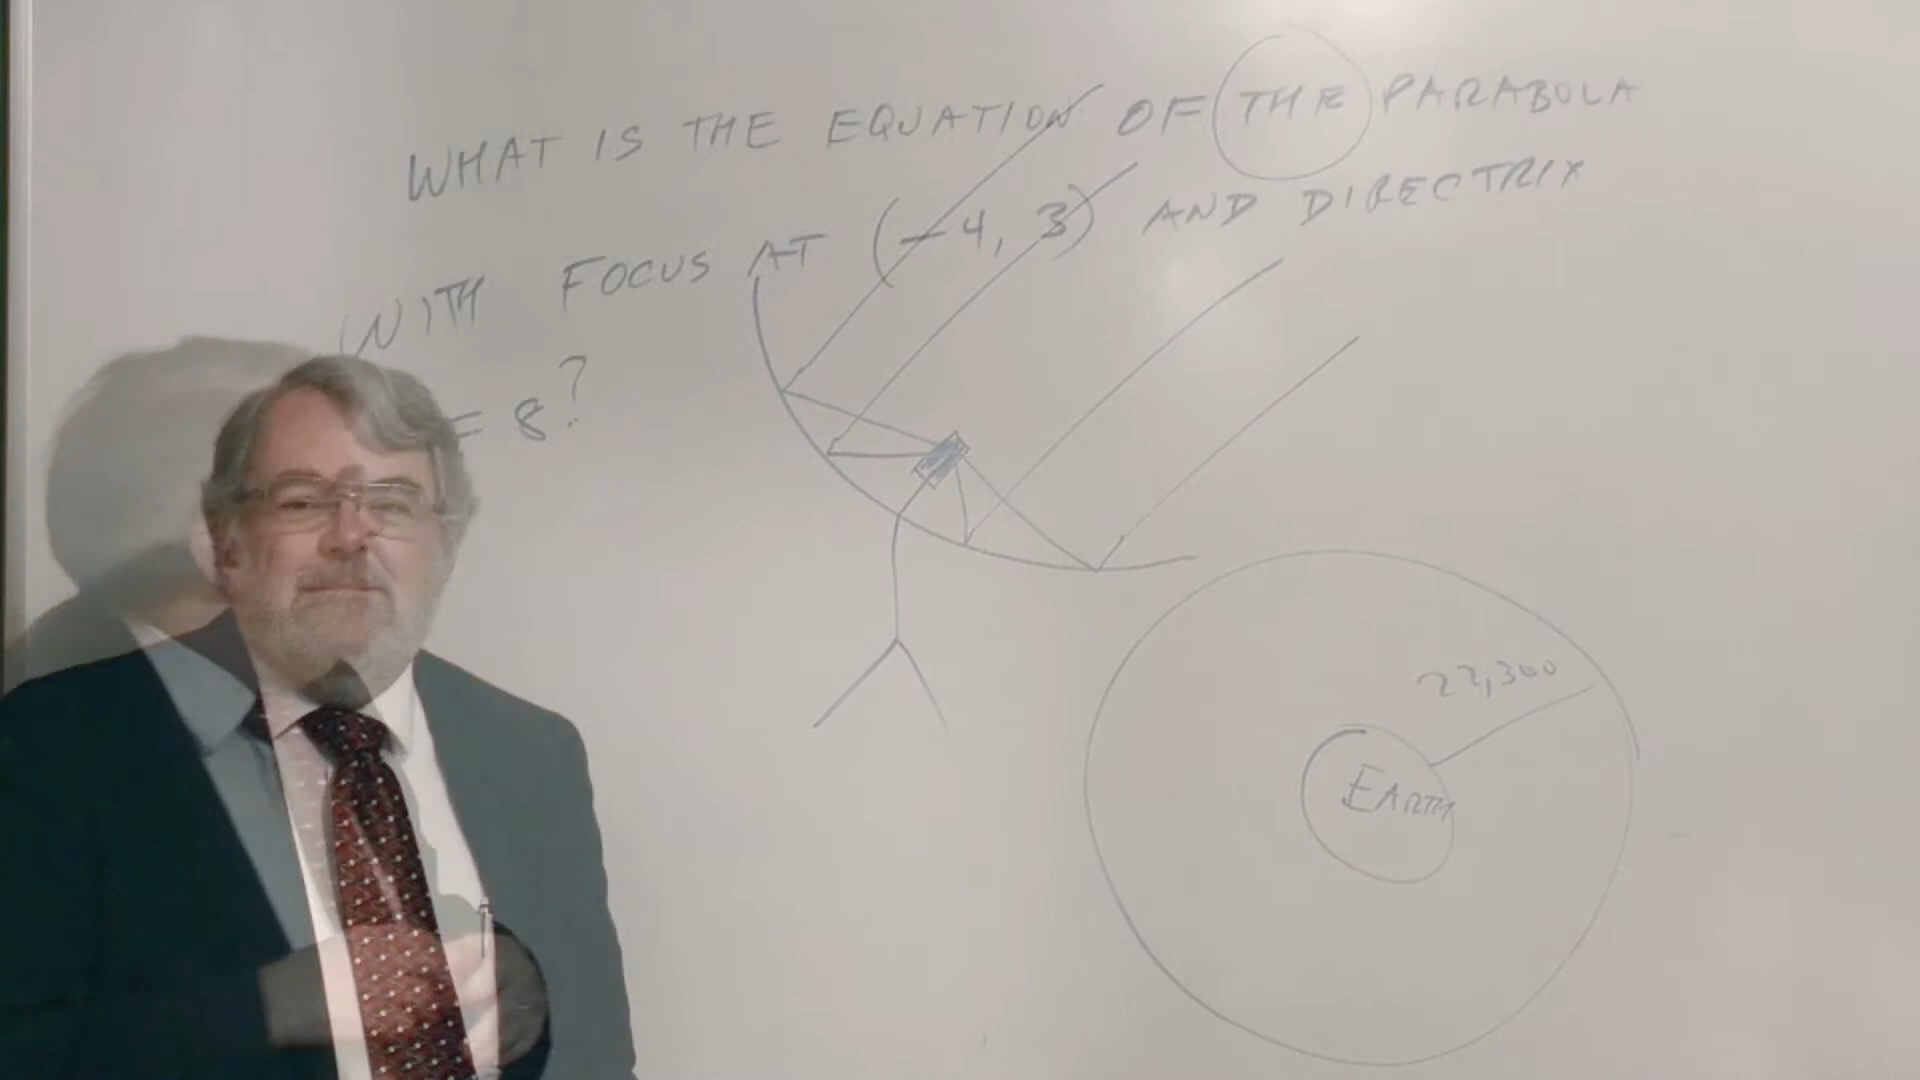 WHAT IS THE EQUATION OF THE PARABOLA
WITH FOCUS AT (-4, 3) AND DIRECTRIX
= 8?
22,300
EARTH